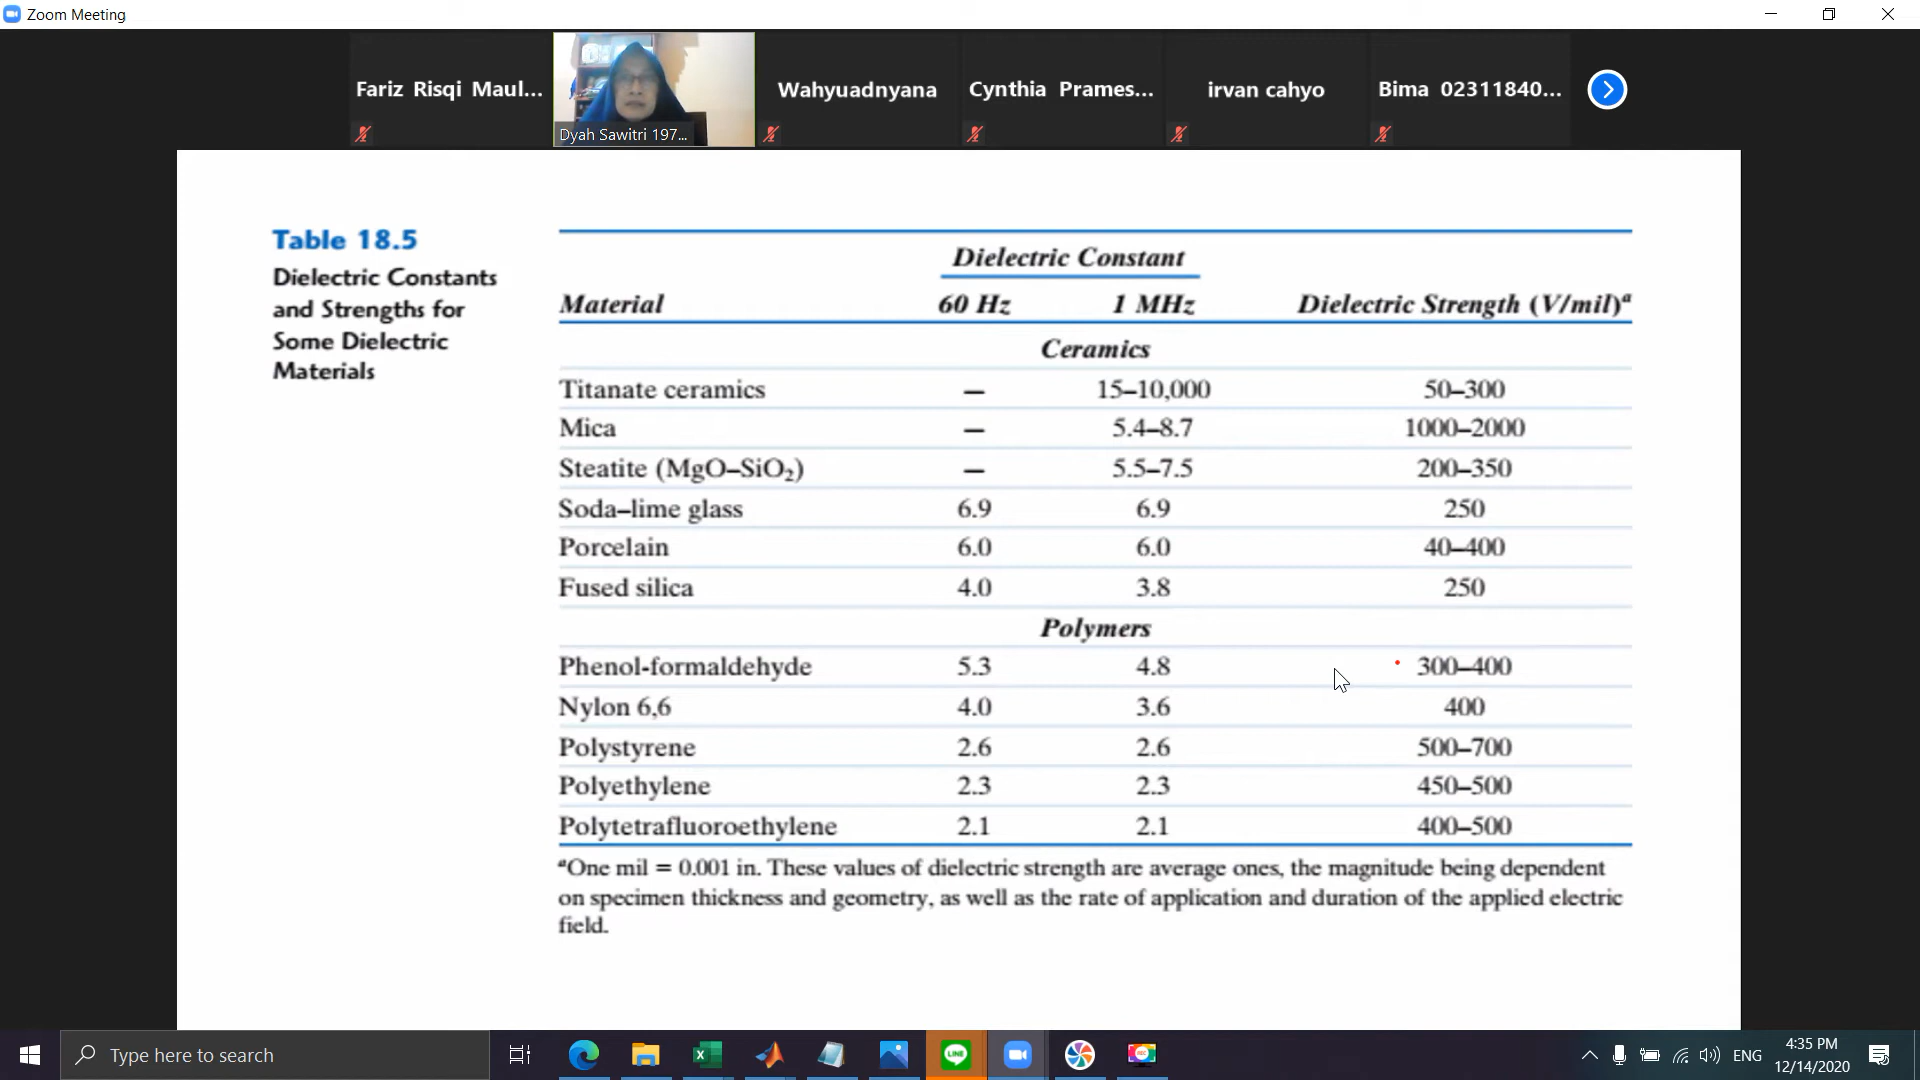 Zoom Meeting
Fariz Risqi Maul...
Dyah Sawitri 197...
Wahyuadnyana
Cynthia Prames...
irvan cahyo
Bima 02311840...
Table 18.5
Dielectric Constants
and Strengths for
Some Dielectric
Materials
Dielectric Constant
Material 60 Hz 1 MHz Dielectric Strength (V/mil)ᵃ
Ceramics
Titanate ceramics — 15–10,000 50–300
Mica — 5.4–8.7 1000–2000
Steatite (MgO–SiO₂) — 5.5–7.5 200–350
Soda–lime glass 6.9 6.9 250
Porcelain 6.0 6.0 40–400
Fused silica 4.0 3.8 250
Polymers
Phenol-formaldehyde 5.3 4.8 300–400
Nylon 6,6 4.0 3.6 400
Polystyrene 2.6 2.6 500–700
Polyethylene 2.3 2.3 450–500
Polytetrafluoroethylene 2.1 2.1 400–500
ᵃOne mil = 0.001 in. These values of dielectric strength are average ones, the magnitude being dependent
on specimen thickness and geometry, as well as the rate of application and duration of the applied electric
field.
Type here to search
LINE
REC
ENG
4:35 PM
12/14/2020